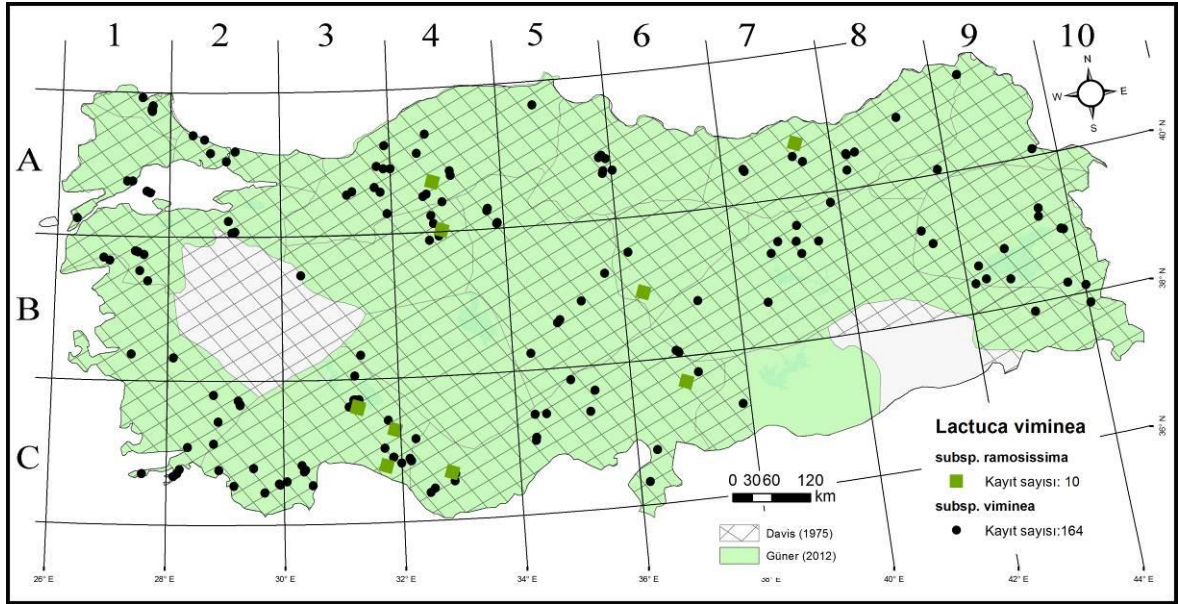 1 2 3 4 5 6 7 8 9 10
A
B
C
N
W E
S
40° N
38° N
36° N
Lactuca viminea
subsp. ramosissima
Kayıt sayısı: 10
subsp. viminea
Kayıt sayısı:164
0 30 60 120
km
Davis (1975)
Güner (2012)
26° E 28° E 30° E 32° E 34° E 36° E 38° E 40° E 42° E 44° E